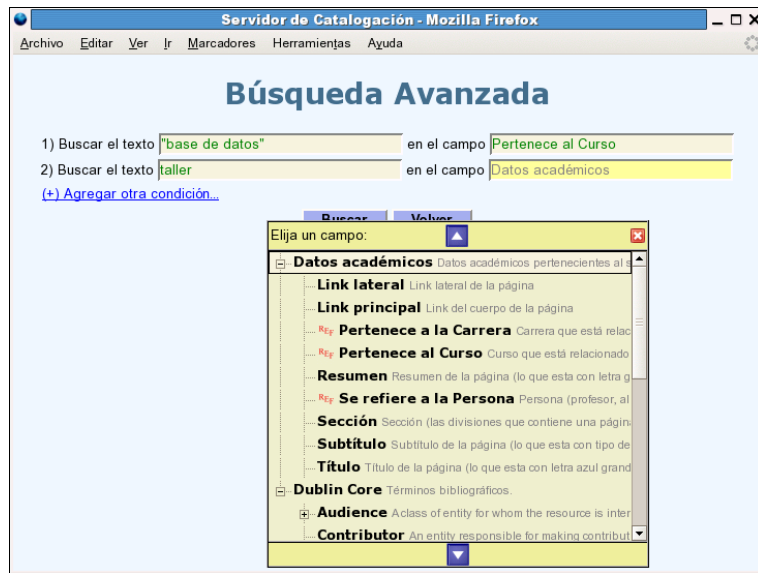 Servidor de Catalogación - Mozilla Firefox
Archivo Editar Ver Ir Marcadores Herramientas Ayuda
Búsqueda Avanzada
1) Buscar el texto "base de datos" en el campo Pertenece al Curso
2) Buscar el texto taller en el campo Datos académicos
(+) Agregar otra condición...
Buscar Volver
Elija un campo:
Datos académicos Datos académicos pertenecientes al s
Link lateral Link lateral de la página
Link principal Link del cuerpo de la página
REF Pertenece a la Carrera Carrera que está relac
REF Pertenece al Curso Curso que está relacionado
Resumen Resumen de la página (lo que esta con letra g
REF Se refiere a la Persona Persona (profesor, al
Sección Sección (las divisiones que contiene una págin
Subtítulo Subtítulo de la página (lo que esta con tipo de
Título Título de la página (lo que esta con letra azul grand
Dublin Core Términos bibliográficos.
Audience A class of entity for whom the resource is inter
Contributor An entity responsible for making contribut